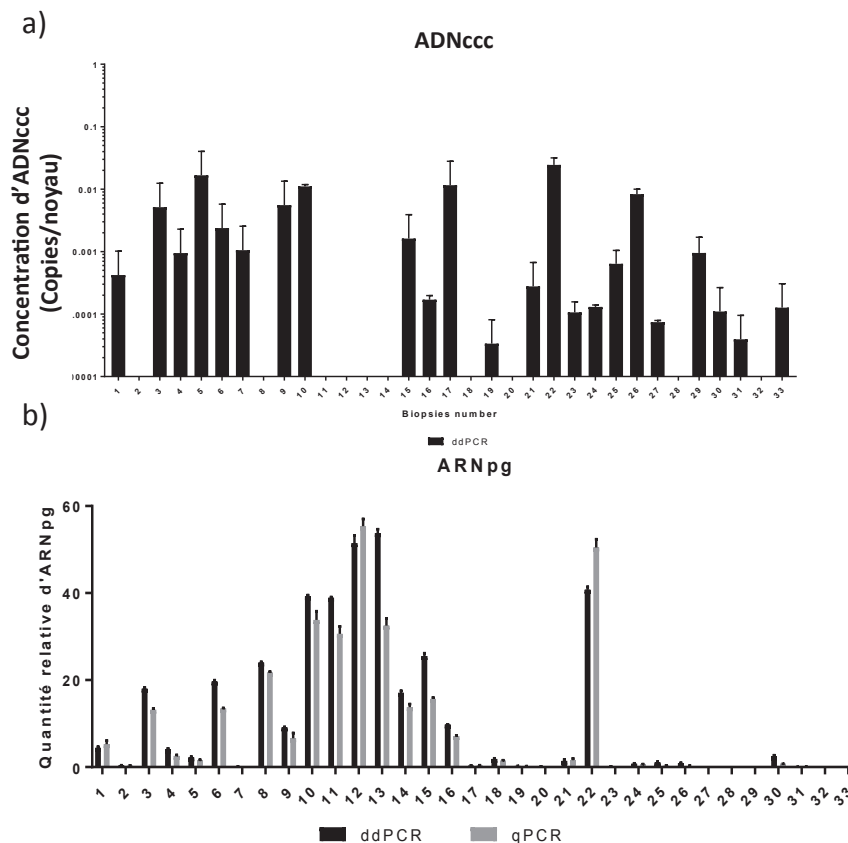 a)
ADNccc
Concentration d'ADNccc
(Copies/noyau)
1
0.1
0.01
0.001
.0001
00001
1 2 3 4 5 6 7 8 9 10 11 12 13 14 15 16 17 18 19 20 21 22 23 24 25 26 27 28 29 30 31 32 33
Biopsies number
ddPCR
b)
ARNpg
Quantité relative d'ARNpg
60
40
20
0
1 2 3 4 5 6 7 8 9 10 11 12 13 14 15 16 17 18 19 20 21 22 23 24 25 26 27 28 29 30 31 32 33
ddPCR qPCR